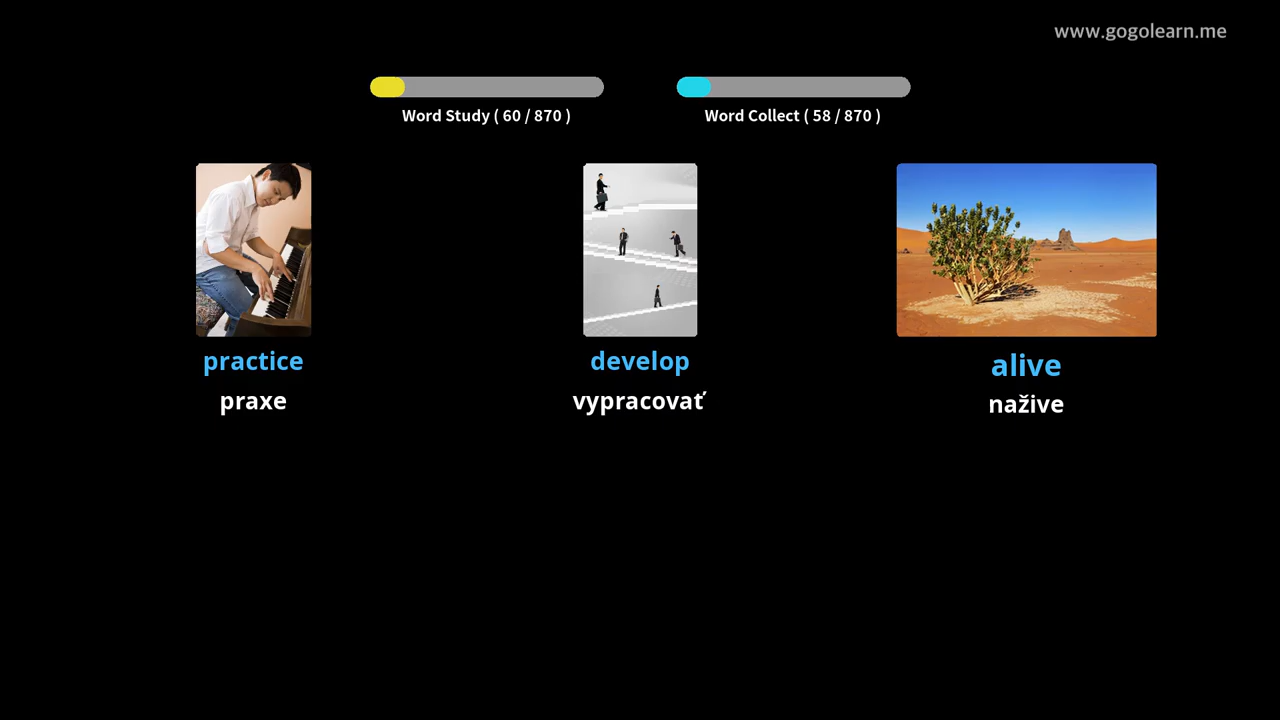 www.gogolearn.me
Word Study ( 60 / 870 )
Word Collect ( 58 / 870 )
practice
praxe
develop
vypracovať
alive
nažive